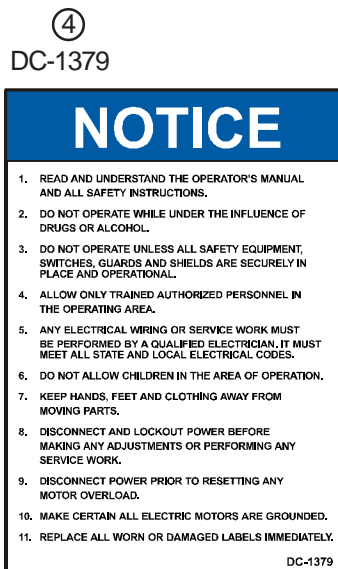 4
DC-1379
NOTICE
1. READ AND UNDERSTAND THE OPERATOR'S MANUAL
AND ALL SAFETY INSTRUCTIONS.
2. DO NOT OPERATE WHILE UNDER THE INFLUENCE OF
DRUGS OR ALCOHOL.
3. DO NOT OPERATE UNLESS ALL SAFETY EQUIPMENT,
SWITCHES, GUARDS AND SHIELDS ARE SECURELY IN
PLACE AND OPERATIONAL.
4. ALLOW ONLY TRAINED AUTHORIZED PERSONNEL IN
THE OPERATING AREA.
5. ANY ELECTRICAL WIRING OR SERVICE WORK MUST
BE PERFORMED BY A QUALIFIED ELECTRICIAN. IT MUST
MEET ALL STATE AND LOCAL ELECTRICAL CODES.
6. DO NOT ALLOW CHILDREN IN THE AREA OF OPERATION.
7. KEEP HANDS, FEET AND CLOTHING AWAY FROM
MOVING PARTS.
8. DISCONNECT AND LOCKOUT POWER BEFORE
MAKING ANY ADJUSTMENTS OR PERFORMING ANY
SERVICE WORK.
9. DISCONNECT POWER PRIOR TO RESETTING ANY
MOTOR OVERLOAD.
10. MAKE CERTAIN ALL ELECTRIC MOTORS ARE GROUNDED.
11. REPLACE ALL WORN OR DAMAGED LABELS IMMEDIATELY.
DC-1379